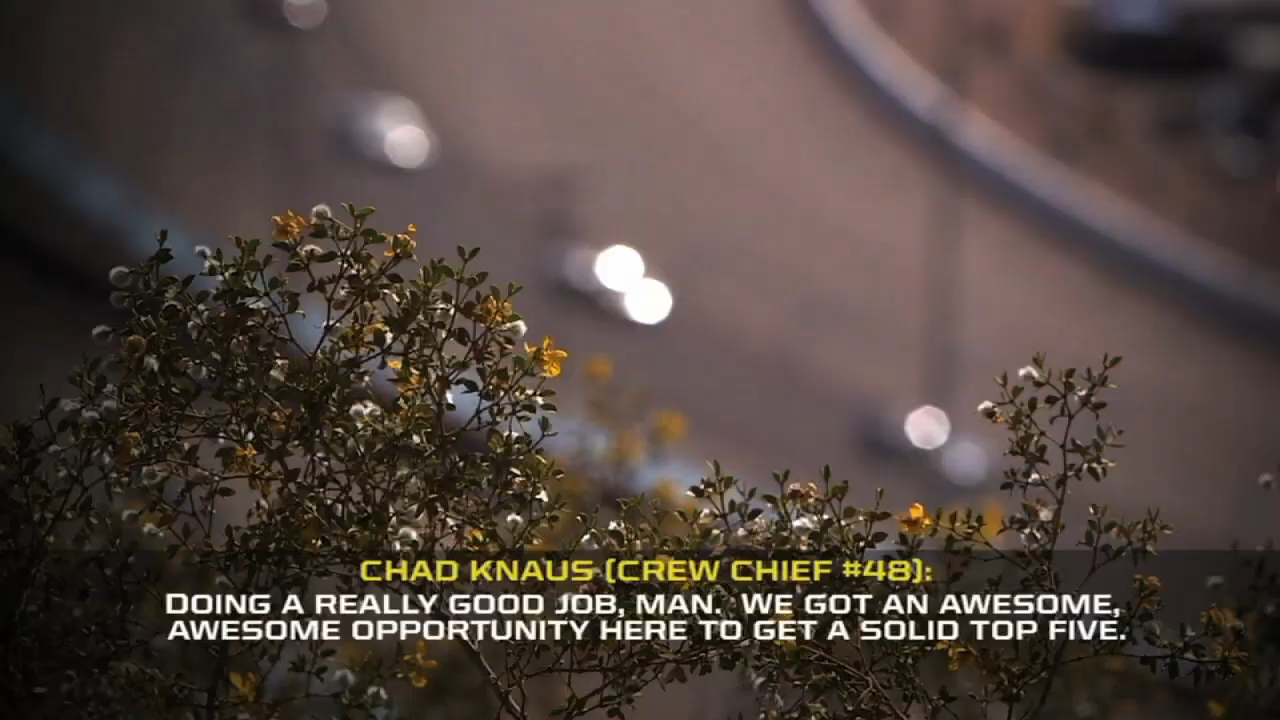 CHAD KNAUS (CREW CHIEF #48):
DOING A REALLY GOOD JOB, MAN. WE GOT AN AWESOME,
AWESOME OPPORTUNITY HERE TO GET A SOLID TOP FIVE.